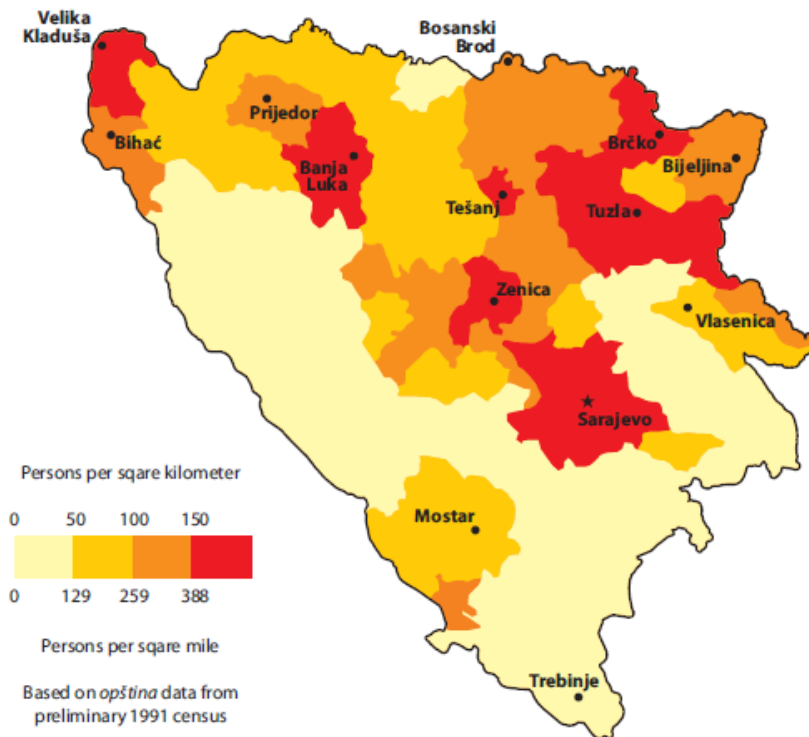 Velika
Kladuša
Bosanski
Brod
Prijedor
Bihać
Brčko
Banja
Luka
Bijeljina
Tešanj
Tuzla
Zenica
Vlasenica
Sarajevo
Persons per sqare kilometer
0 50 100 150
0 129 259 388
Persons per sqare mile
Based on opština data from
preliminary 1991 census
Mostar
Trebinje